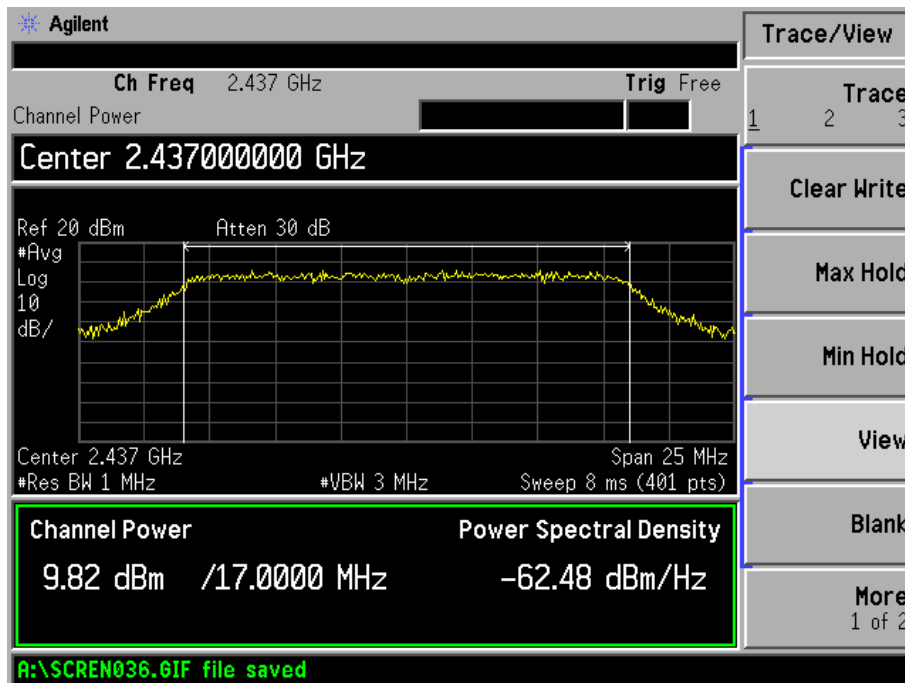 Agilent
Ch Freq 2.437 GHz Trig Free
Channel Power
Center 2.437000000 GHz
Ref 20 dBm Atten 30 dB
#Avg
Log
10
dB/
Center 2.437 GHz Span 25 MHz
#Res BW 1 MHz #VBW 3 MHz Sweep 8 ms (401 pts)
Channel Power Power Spectral Density
9.82 dBm /17.0000 MHz -62.48 dBm/Hz
A:\SCREN036.GIF file saved
Trace/View
Trace
1 2 3
Clear Write
Max Hold
Min Hold
View
Blank
More
1 of 2